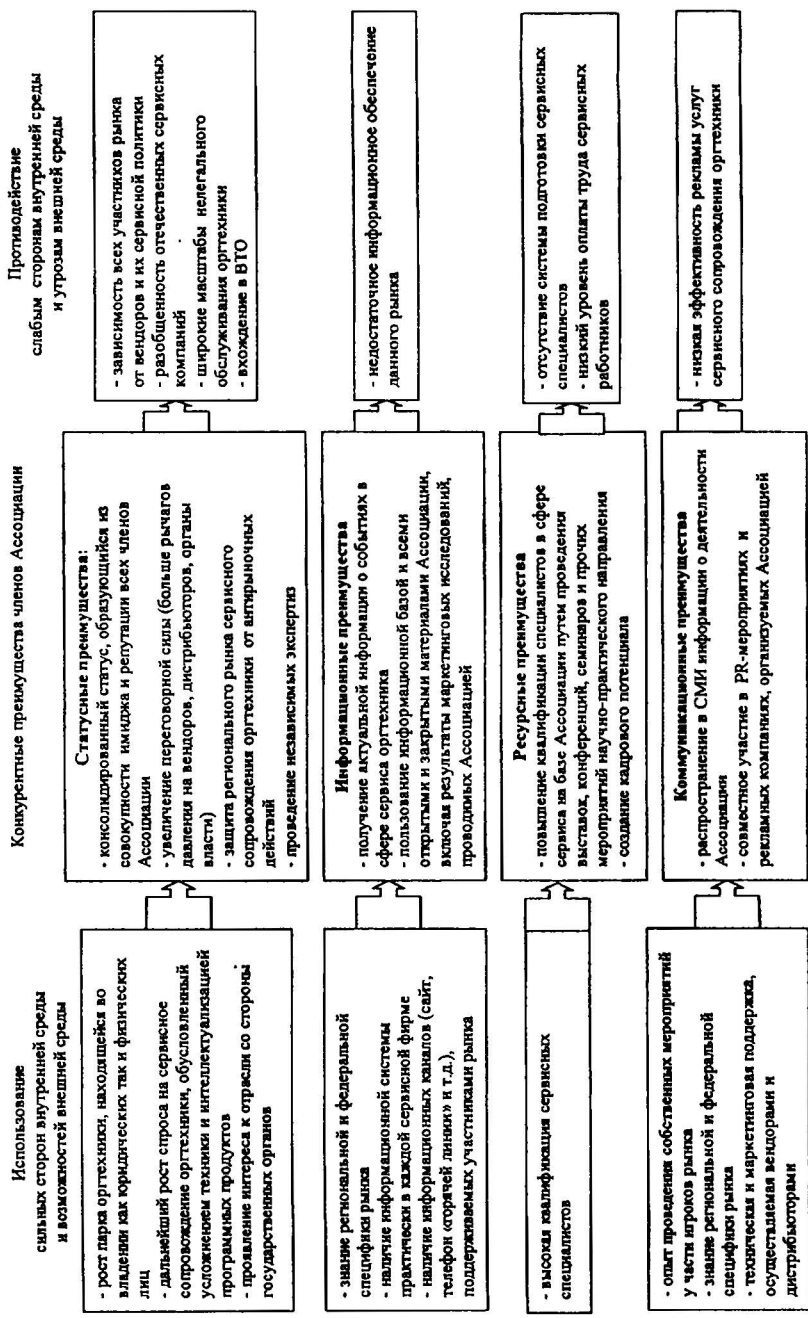 Использование
сильных сторон внутренней среды
и возможностей внешней среды
- рост парка оргтехники, находящейся во
владении как юридических так и физических
лиц
- дальнейший рост спроса на сервисное
сопровождение оргтехники, обусловленный
усложнением техники и интеллектуализацией
программных продуктов
- проявление интереса к отрасли со стороны
государственных органов
- знание региональной и федеральной
специфики рынка
- наличие информационной системы
практически в каждой сервисной фирме
- наличие информационных каналов (сайт,
телефон «горячей линии» и т.д.),
поддерживаемых участниками рынка
- высокая квалификация сервисных
специалистов
- опыт проведения собственных мероприятий
у части игроков рынка
- знание региональной и федеральной
специфики рынка
- техническая и маркетинговая поддержка,
осуществляемая вендорами и
дистрибьюторами
Конкурентные преимущества членов Ассоциации
Статусные преимущества:
- консолидированный статус, образующийся из
совокупности имиджа и репутации всех членов
Ассоциации
- увеличение переговорной силы (больше рычагов
давления на вендоров, дистрибьюторов, органы
власти)
- защита регионального рынка сервисного
сопровождения оргтехники от антирыночных
действий
- проведение независимых экспертиз
Информационные преимущества
- получение актуальной информации о событиях в
сфере сервиса оргтехника
- пользование информационной базой и всеми
открытыми и закрытыми материалами Ассоциации,
включая результаты маркетинговых исследований,
проводимых Ассоциацией
Ресурсные преимущества
- повышение квалификации специалистов в сфере
сервиса на базе Ассоциации путем проведения
выставок, конференций, семинаров и прочих
мероприятий научно-практического направления
- создание кадрового потенциала
Коммуникационные преимущества
- распространение в СМИ информации о деятельности
Ассоциации
- совместное участие в PR-мероприятиях и
рекламных компаниях, организуемых Ассоциацией
Противодействие
слабым сторонам внутренней среды
и угрозам внешней среды
- зависимость всех участников рынка
от вендоров и их сервисной политики
- разобщенность отечественных сервисных
компаний
- широкие масштабы нелегального
обслуживания оргтехники
- вхождение в ВТО
- недостаточное информационное обеспечение
данного рынка
- отсутствие системы подготовки сервисных
специалистов
- низкий уровень оплаты труда сервисных
работников
- низкая эффективность рекламы услуг
сервисного сопровождения оргтехники